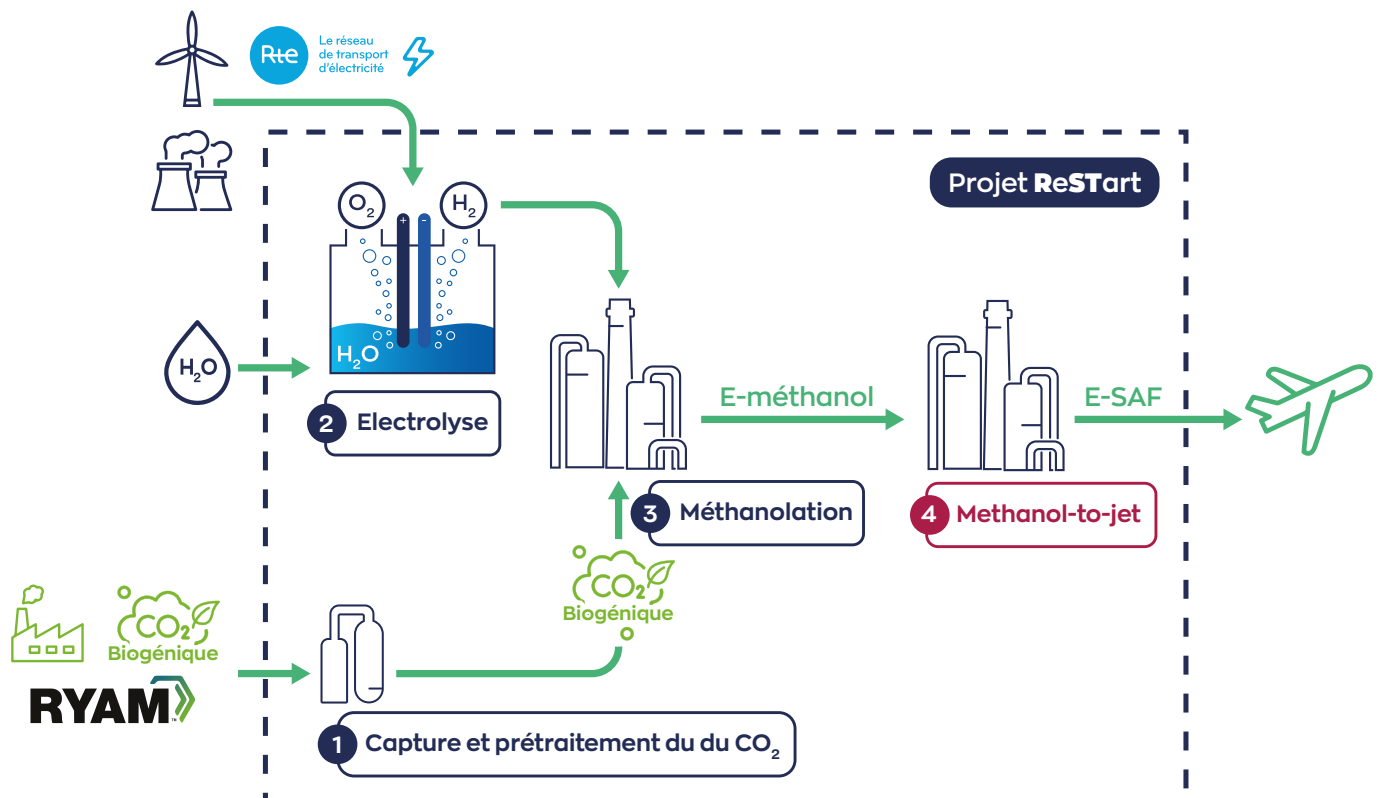 Rte
Le réseau
de transport
d'électricité
Projet ReSTart
O₂
H₂
+
-
H₂O
H₂O
2 Electrolyse
E-méthanol
E-SAF
3 Méthanolation
4 Methanol-to-jet
CO₂
Biogénique
CO₂
Biogénique
RYAM™
1 Capture et prétraitement du du CO₂